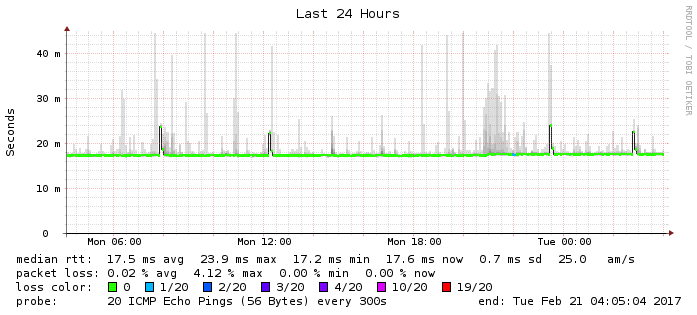 Last 24 Hours
RRDTOOL / TOBI OETIKER
Seconds
40 m
30 m
20 m
10 m
0
Mon 06:00 Mon 12:00 Mon 18:00 Tue 00:00
median rtt: 17.5 ms avg 23.9 ms max 17.2 ms min 17.6 ms now 0.7 ms sd 25.0 am/s
packet loss: 0.02 % avg 4.12 % max 0.00 % min 0.00 % now
loss color: 0 1/20 2/20 3/20 4/20 10/20 19/20
probe: 20 ICMP Echo Pings (56 Bytes) every 300s end: Tue Feb 21 04:05:04 2017